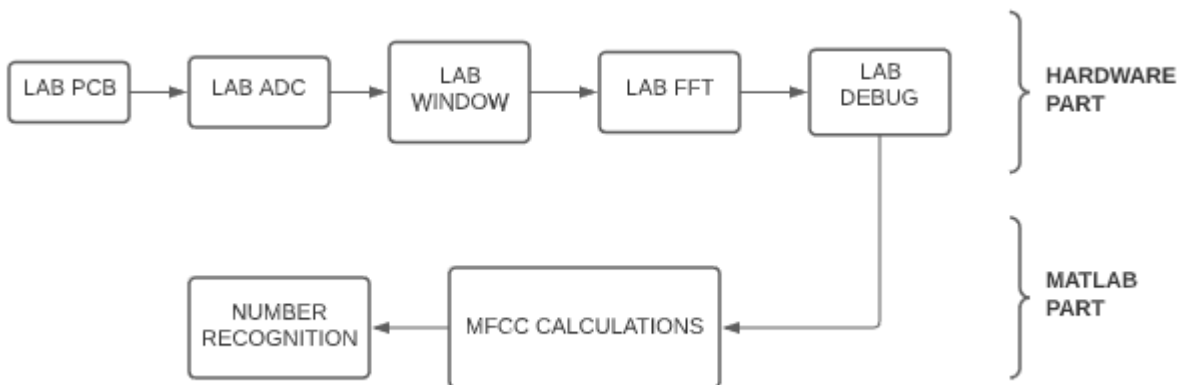 LAB PCB
LAB ADC
LAB
WINDOW
LAB FFT
LAB
DEBUG
HARDWARE
PART
NUMBER
RECOGNITION
MFCC CALCULATIONS
MATLAB
PART